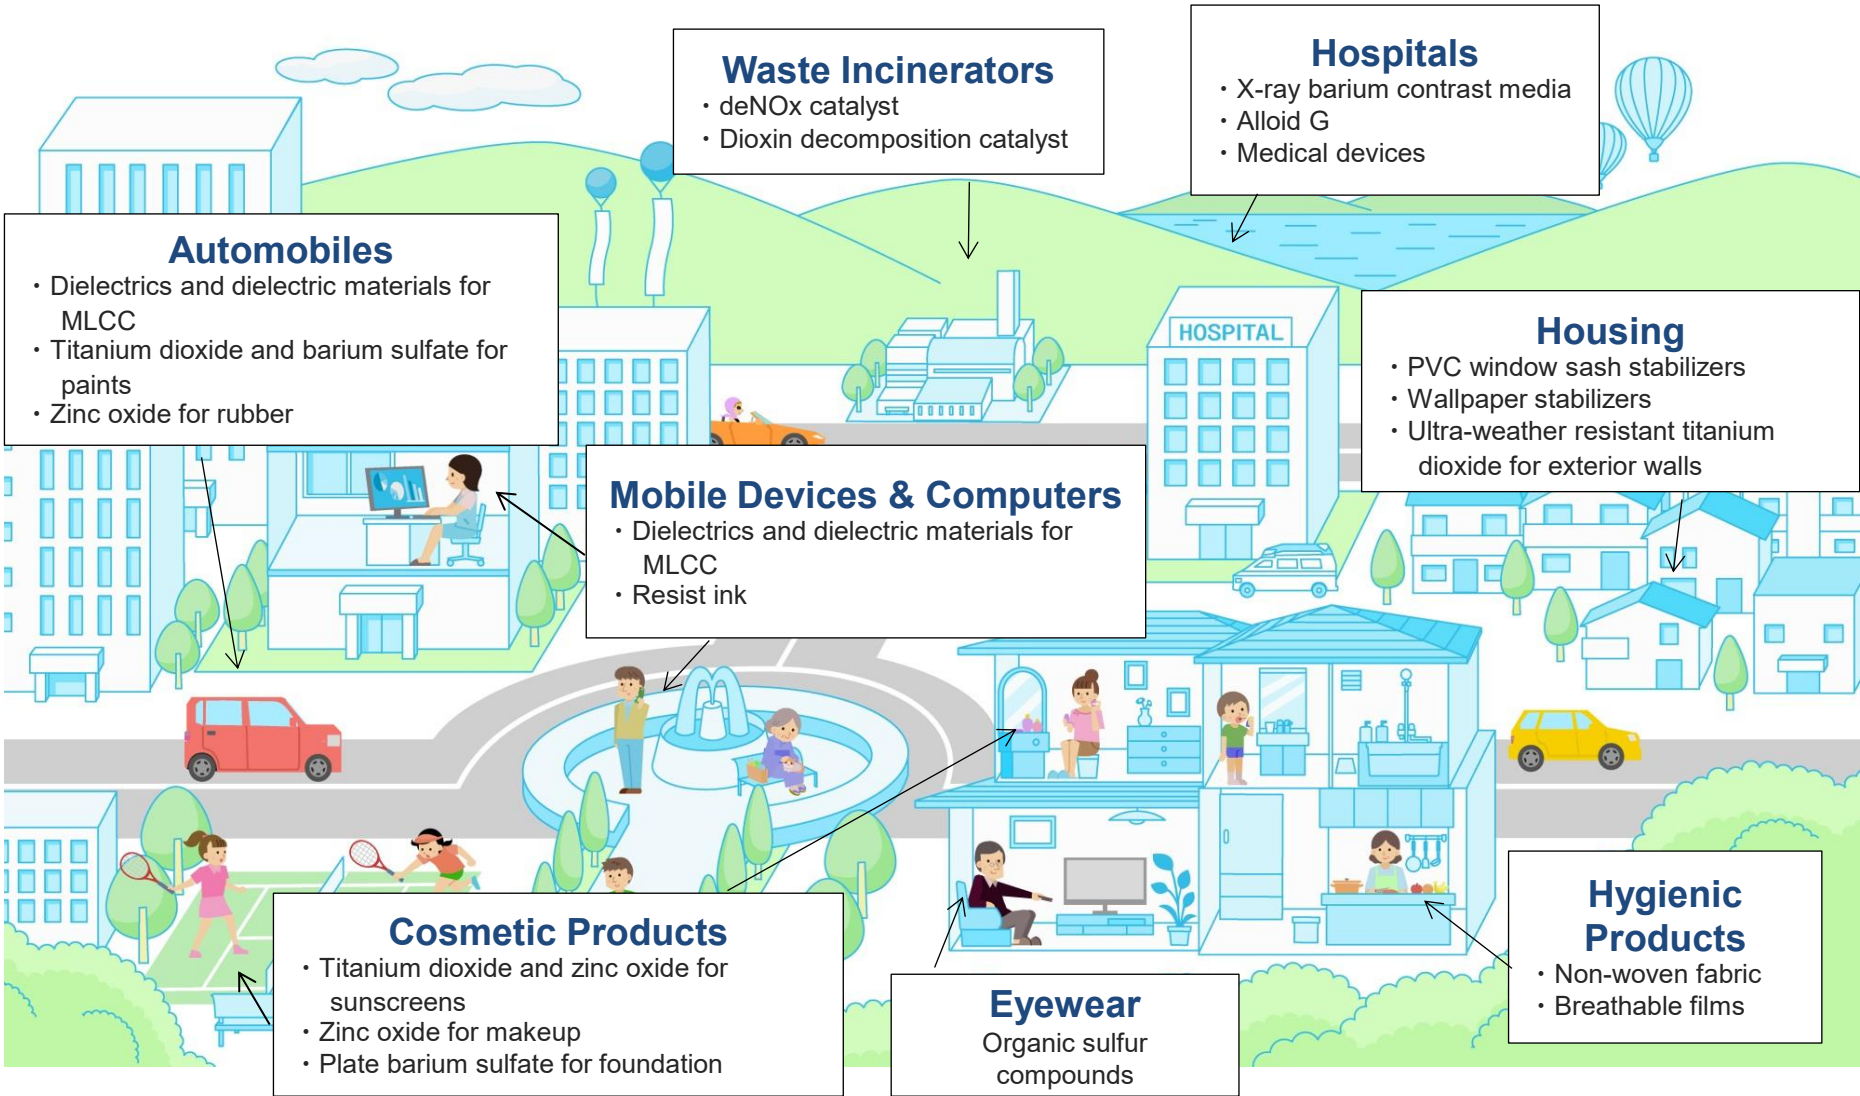 Waste Incinerators
・deNOx catalyst
・Dioxin decomposition catalyst
Hospitals
・X-ray barium contrast media
・Alloid G
・Medical devices
Automobiles
・Dielectrics and dielectric materials for
MLCC
・Titanium dioxide and barium sulfate for
paints
・Zinc oxide for rubber
HOSPITAL
Housing
・PVC window sash stabilizers
・Wallpaper stabilizers
・Ultra-weather resistant titanium
dioxide for exterior walls
Mobile Devices & Computers
・Dielectrics and dielectric materials for
MLCC
・Resist ink
Cosmetic Products
・Titanium dioxide and zinc oxide for
sunscreens
・Zinc oxide for makeup
・Plate barium sulfate for foundation
Eyewear
Organic sulfur
compounds
Hygienic
Products
・Non-woven fabric
・Breathable films